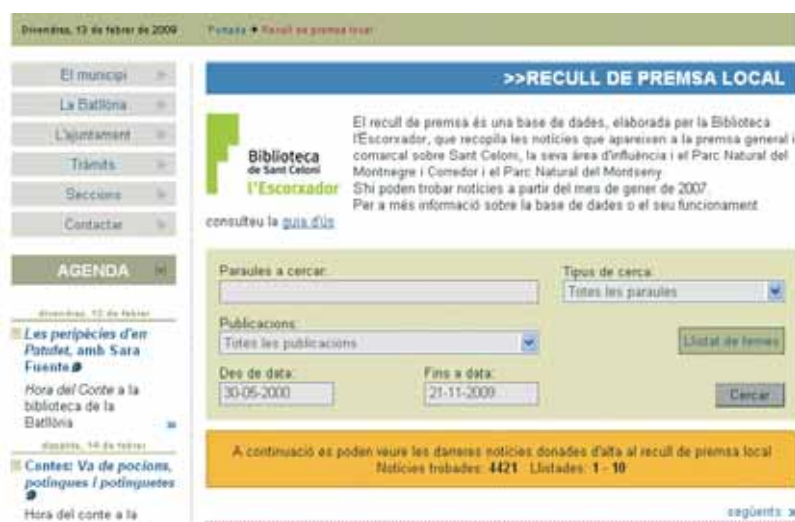 Divendres, 13 de febrer de 2009
Portada → Recull de premsa local
El municipi
La Batllòria
L'ajuntament
Tràmits
Seccions
Contactar
AGENDA
divendres, 13 de febrer
Les peripècies d'en
Patufet, amb Sara
Fuente
Hora del Conte a la
biblioteca de la
Batllòria
dissabte, 14 de febrer
Contes: Va de pocions,
potingues i potinguetes
Hora del conte a la
>>RECULL DE PREMSA LOCAL
Biblioteca
de Sant Celoni
l'Escorxador
El recull de premsa és una base de dades, elaborada per la Biblioteca
l'Escorxador, que recopila les notícies que apareixen a la premsa general i
comarcal sobre Sant Celoni, la seva àrea d'influència i el Parc Natural del
Montnegre i Corredor i el Parc Natural del Montseny.
S'hi poden trobar notícies a partir del mes de gener de 2007.
Per a més informació sobre la base de dades o el seu funcionament
consulteu la guia d'ús
Paraules a cercar:
Tipus de cerca:
Totes les paraules
Publicacions:
Totes les publicacions
Llistat de temes
Des de data:
Fins a data:
30-05-2000
21-11-2009
Cercar
A continuació es poden veure les darreres notícies donades d'alta al recull de premsa local
Notícies trobades: 4421 Llistades: 1 - 10
següents »